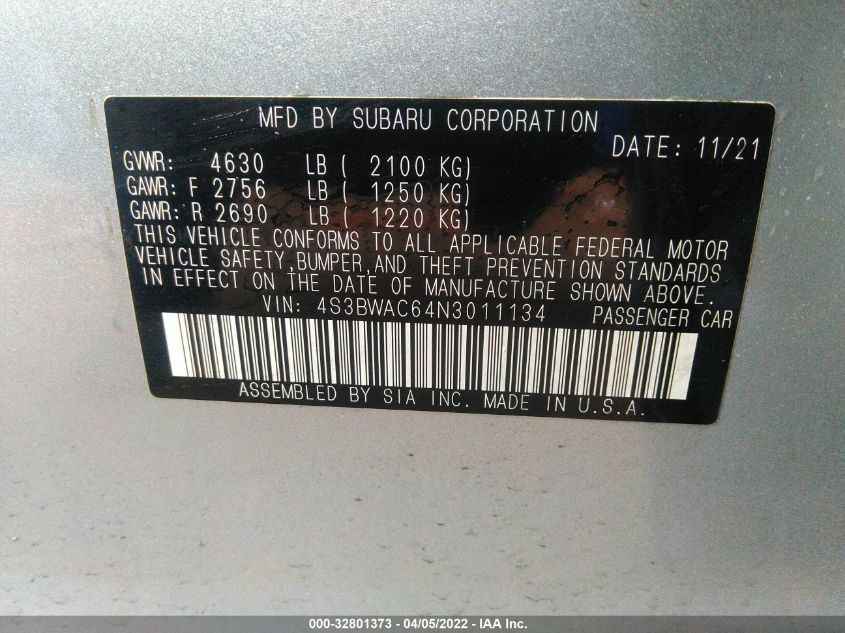 MFD BY SUBARU CORPORATION
DATE: 11/21
GVWR: 4630 LB ( 2100 KG)
GAWR: F 2756 LB ( 1250 KG)
GAWR: R 2690 LB ( 1220 KG)
THIS VEHICLE CONFORMS TO ALL APPLICABLE FEDERAL MOTOR
VEHICLE SAFETY,BUMPER,AND THEFT PREVENTION STANDARDS
IN EFFECT ON THE DATE OF MANUFACTURE SHOWN ABOVE.
VIN: 4S3BWAC64N3011134 PASSENGER CAR
ASSEMBLED BY SIA INC. MADE IN U.S.A.
000-32801373 - 04/05/2022 - IAA Inc.